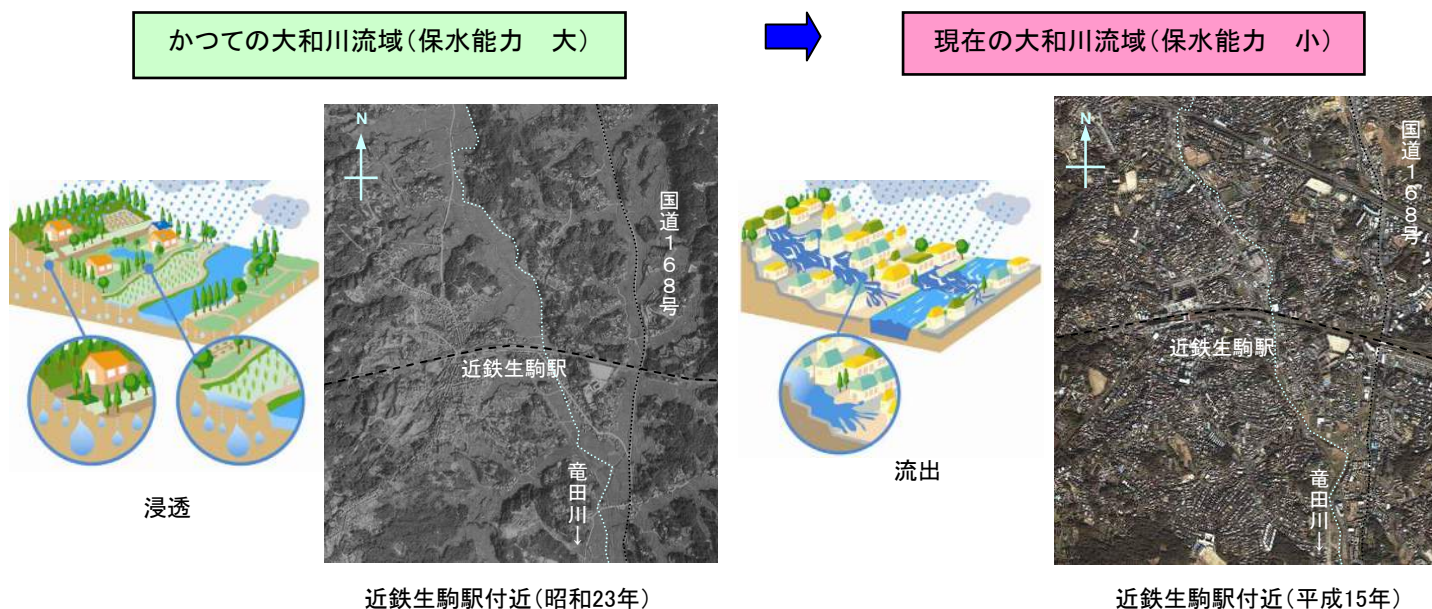 かつての大和川流域（保水能力　大）
現在の大和川流域（保水能力　小）
N
国道168号
近鉄生駒駅
竜田川→
浸透
近鉄生駒駅付近（昭和23年）
N
国道168号
近鉄生駒駅
竜田川→
流出
近鉄生駒駅付近（平成15年）